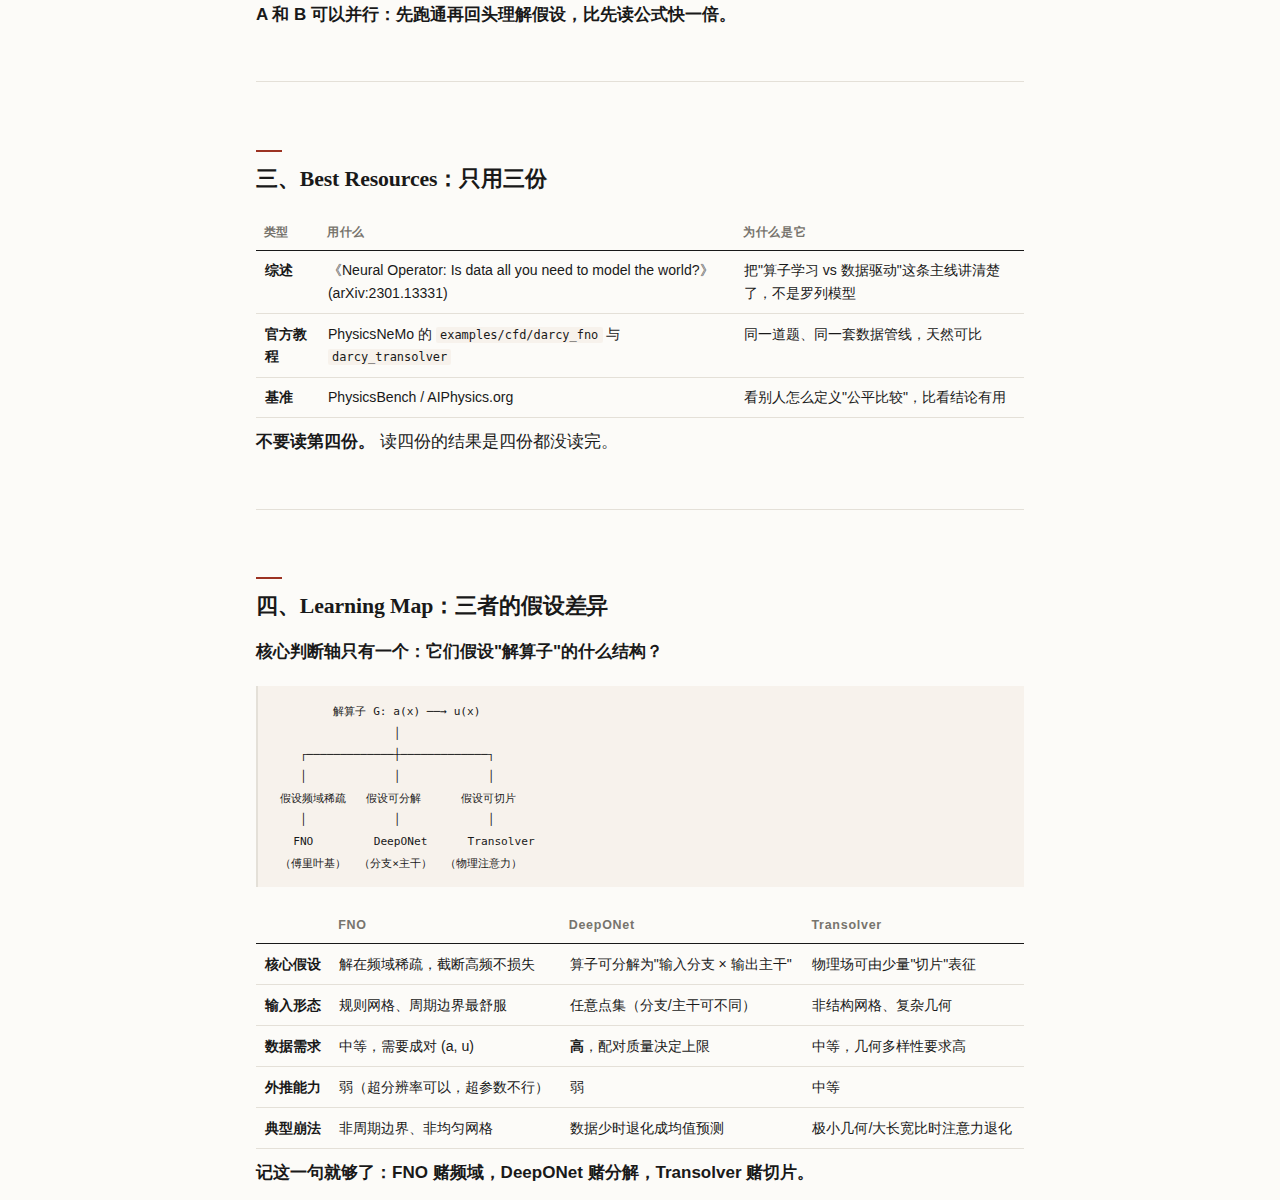 A 和 B 可以并行：先跑通再回头理解假设，比先读公式快一倍。
三、Best Resources：只用三份
类型 用什么 为什么是它
综述 《Neural Operator: Is data all you need to model the world?》 (arXiv:2301.13331) 把"算子学习 vs 数据驱动"这条主线讲清楚了，不是罗列模型
官方教程 PhysicsNeMo 的 examples/cfd/darcy_fno 与 darcy_transolver 同一道题、同一套数据管线，天然可比
基准 PhysicsBench / AIPhysics.org 看别人怎么定义"公平比较"，比看结论有用
不要读第四份。 读四份的结果是四份都没读完。
四、Learning Map：三者的假设差异
核心判断轴只有一个：它们假设"解算子"的什么结构？
解算子 G: a(x) ──→ u(x)
假设频域稀疏 假设可分解 假设可切片
FNO DeepONet Transolver
（傅里叶基） （分支×主干） （物理注意力）
FNO DeepONet Transolver
核心假设 解在频域稀疏，截断高频不损失 算子可分解为"输入分支 × 输出主干" 物理场可由少量"切片"表征
输入形态 规则网格、周期边界最舒服 任意点集（分支/主干可不同） 非结构网格、复杂几何
数据需求 中等，需要成对 (a, u) 高，配对质量决定上限 中等，几何多样性要求高
外推能力 弱（超分辨率可以，超参数不行） 弱 中等
典型崩法 非周期边界、非均匀网格 数据少时退化成均值预测 极小几何/大长宽比时注意力退化
记这一句就够了：FNO 赌频域，DeepONet 赌分解，Transolver 赌切片。